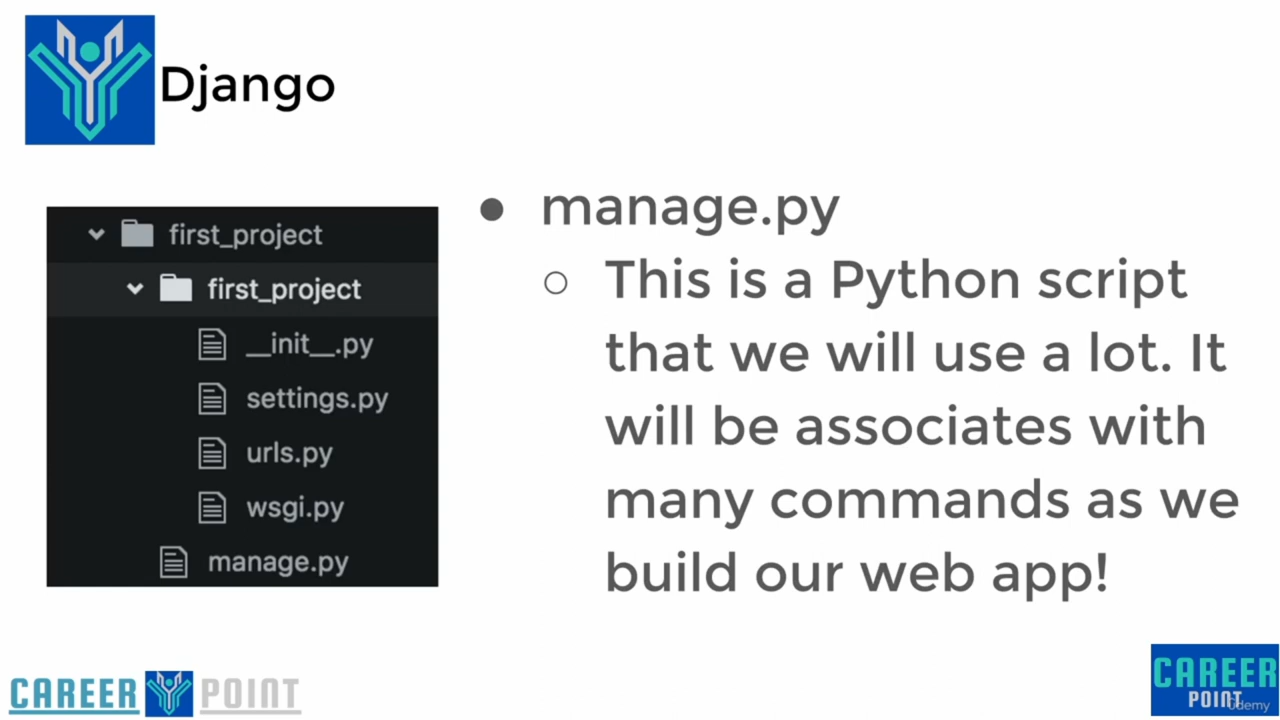 Django
first_project
first_project
__init__.py
settings.py
urls.py
wsgi.py
manage.py
● manage.py
○ This is a Python script
that we will use a lot. It
will be associates with
many commands as we
build our web app!
CAREER POINT
CAREER
POINT
Udemy